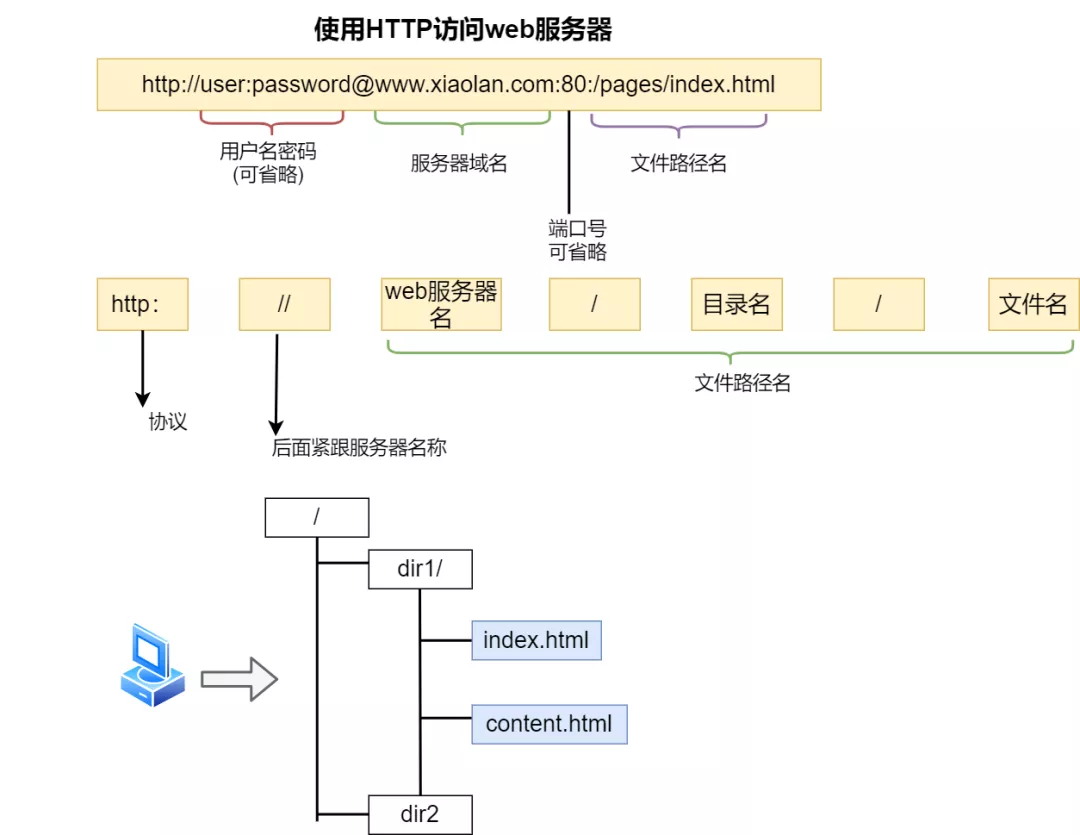 使用HTTP访问web服务器
http://user:password@www.xiaolan.com:80:/pages/index.html
用户名密码
(可省略)
服务器域名
文件路径名
端口号
可省略
http：
//
web服务器
名
/
目录名
/
文件名
文件路径名
协议
后面紧跟服务器名称
/
dir1/
index.html
content.html
dir2